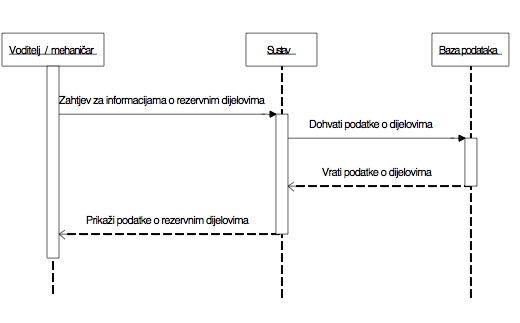 Voditelj / mehaničar
Sustav
Baza podataka
Zahtjev za informacijama o rezervnim dijelovima
Dohvati podatke o dijelovima
Vrati podatke o dijelovima
Prikaži podatke o rezervnim dijelovima